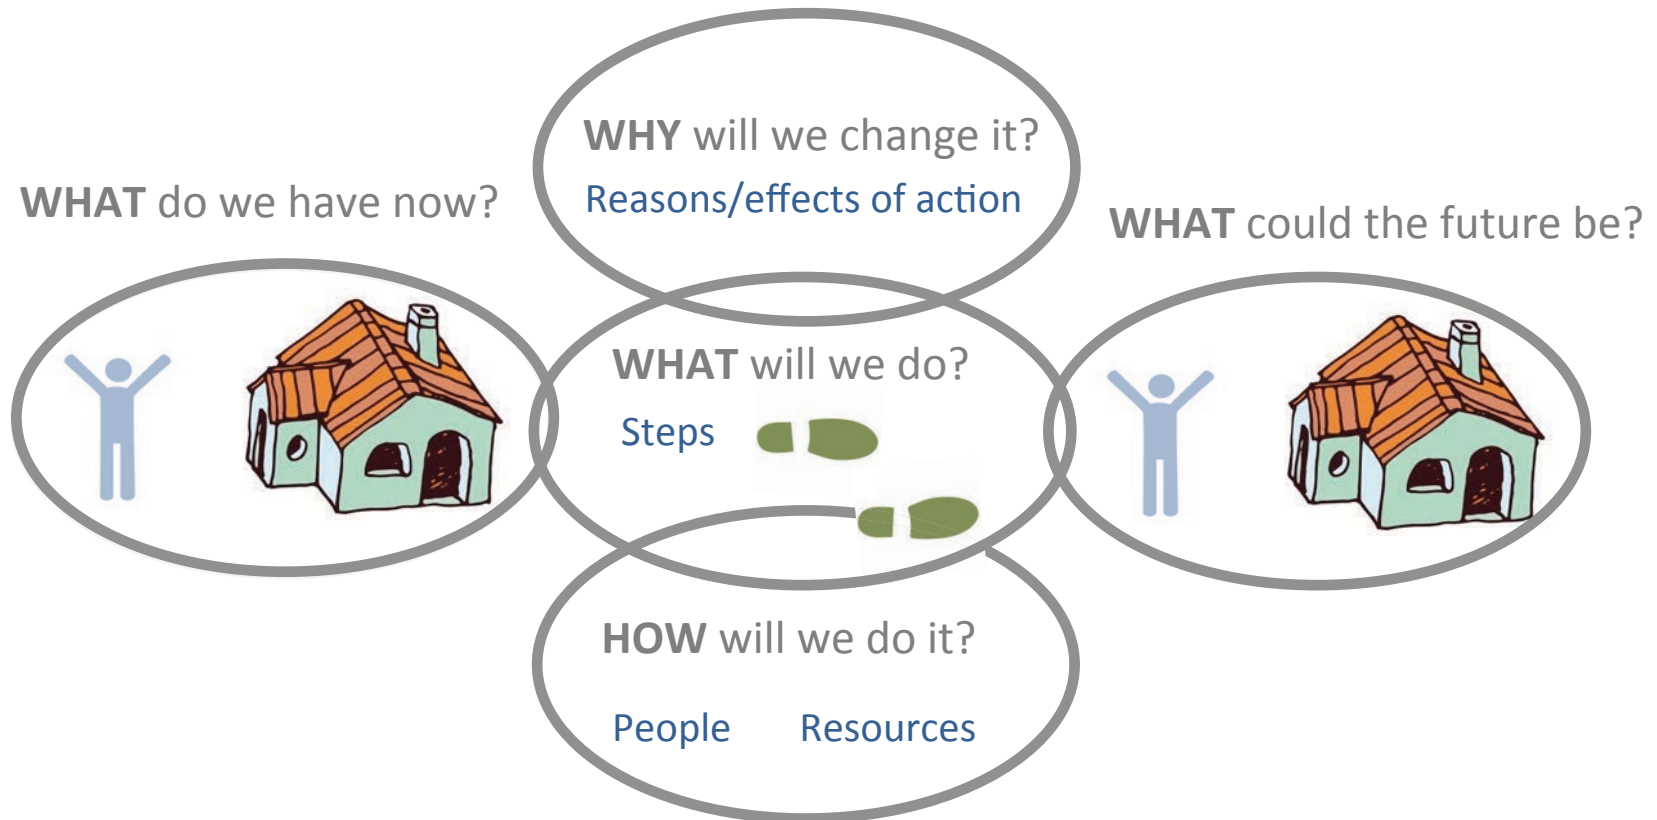 WHY will we change it?
Reasons/effects of action
WHAT do we have now?
WHAT could the future be?
WHAT will we do?
Steps
HOW will we do it?
People Resources